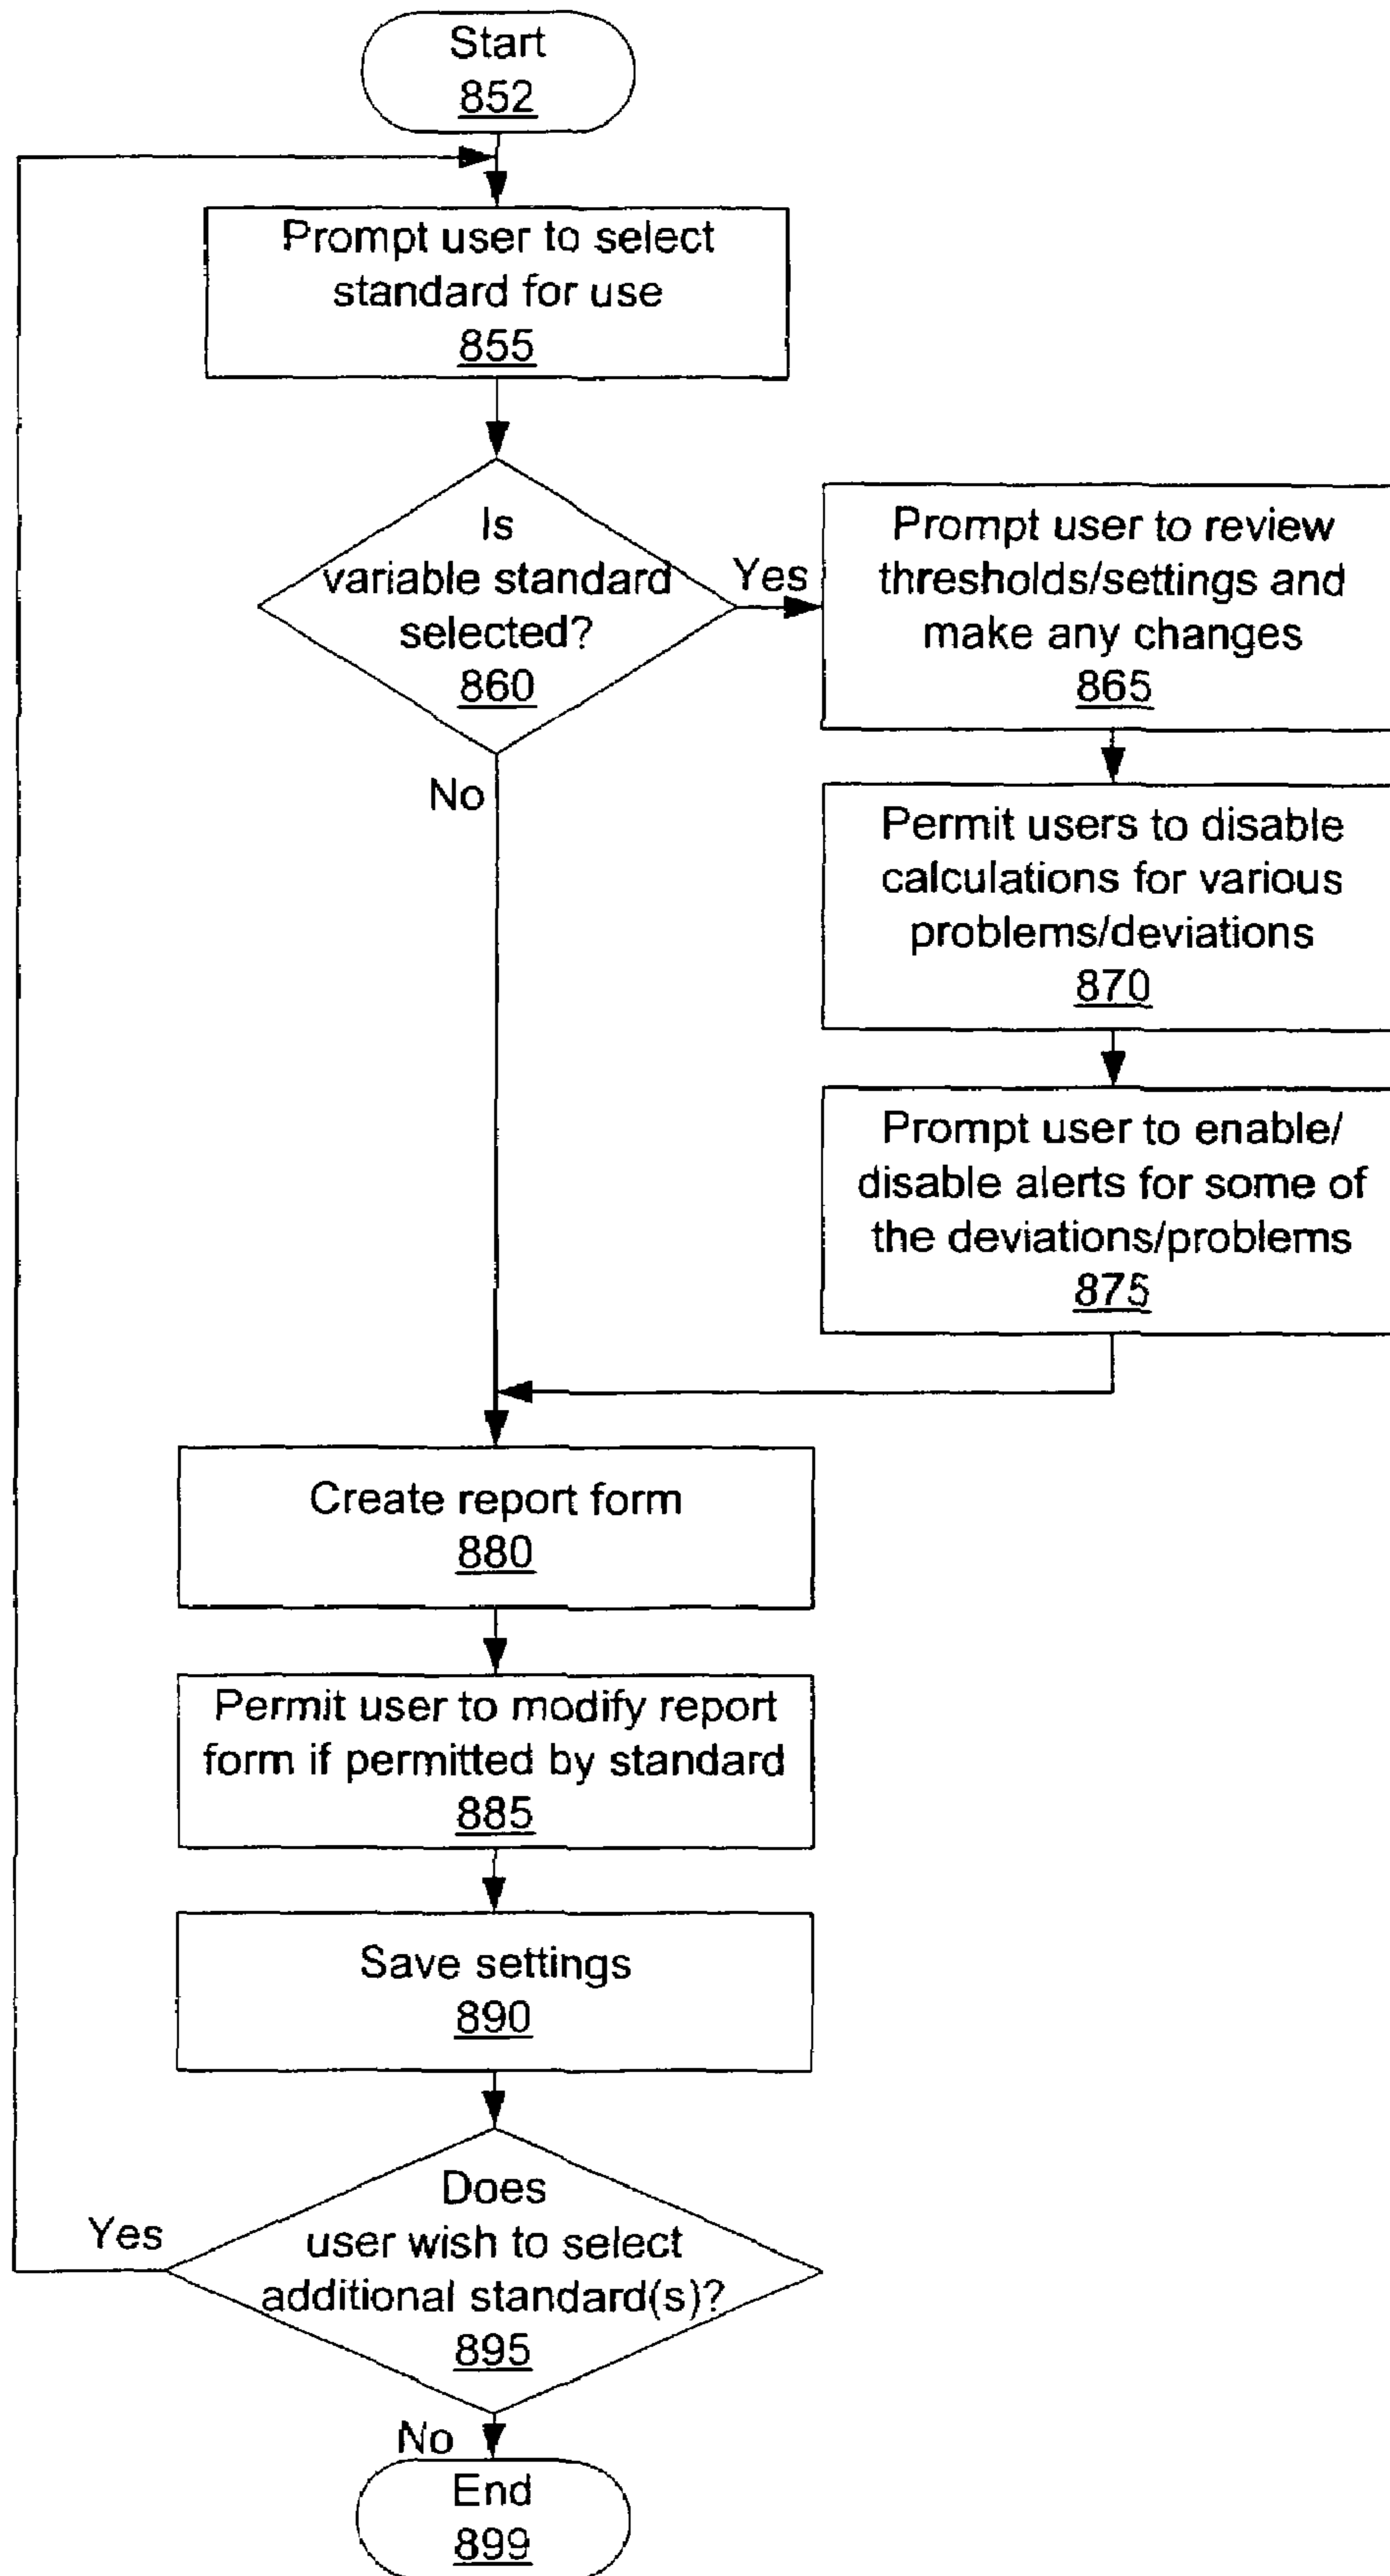 Start
852
Prompt user to select
standard for use
855
Is
variable standard
selected?
860
Yes
Prompt user to review
thresholds/settings and
make any changes
865
No
Permit users to disable
calculations for various
problems/deviations
870
Prompt user to enable/
disable alerts for some of
the deviations/problems
875
Create report form
880
Permit user to modify report
form if permitted by standard
885
Save settings
890
Does
user wish to select
additional standard(s)?
895
Yes
No
End
899